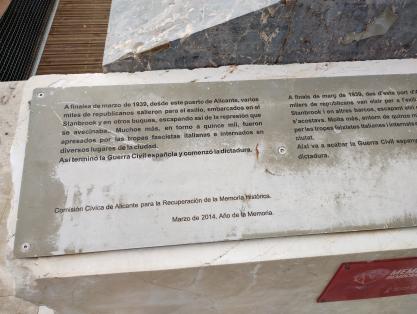 A finales de marzo de 1939, desde este puerto de Alicante, varios
miles de republicanos salieron para el exilio, embarcados en el
Stanbrook y en otros buques, escapando así de la represión que
se avecinaba. Muchos más, en torno a quince mil, fueron
apresados por las tropas fascistas italianas e internados en
diversos lugares de la ciudad.
Así terminó la Guerra Civil española y comenzó la dictadura.
Comisión Cívica de Alicante para la Recuperación de la Memoria Histórica.
Marzo de 2014, Año de la Memoria.
A finals de març de 1939, des d'este port d'A
milers de republicans van eixir per a l'exi
Stanbrook i en altres barcos, escapant així
s'acostava. Molts més, entorn de quinze m
per les tropes feixistes italianes i intern
ciutat.
Així va a acabar la Guerra Civil espany
dictadura.
MEMO